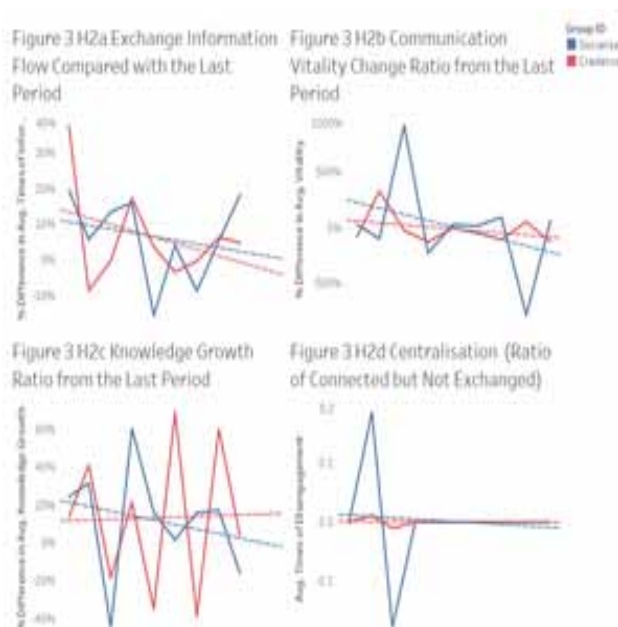 Figure 3 H2a Exchange Information
Flow Compared with the Last
Period
Figure 3 H2b Communication
Vitality Change Ratio from the Last
Period
Group ID
% Difference in Avg. Times of Infor...
40%
30%
20%
10%
0%
-10%
% Difference in Avg. Vitality
1000%
500%
0%
-500%
Figure 3 H2c Knowledge Growth
Ratio from the Last Period
Figure 3 H2d Centralisation (Ratio
of Connected but Not Exchanged)
% Difference in Avg. Knowledge Growth
60%
40%
20%
0%
-20%
-40%
Avg. Times of Disengagement
0.2
0.1
0.0
0.1